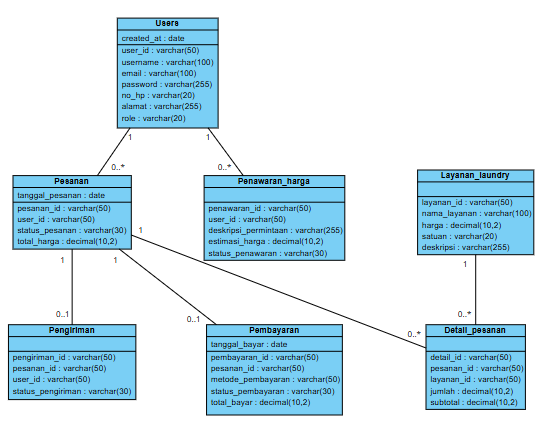 Users
created_at : date
user_id : varchar(50)
username : varchar(100)
email : varchar(100)
password : varchar(255)
no_hp : varchar(20)
alamat : varchar(255)
role : varchar(20)
1
1
0..*
0..*
Pesanan
tanggal_pesanan : date
pesanan_id : varchar(50)
user_id : varchar(50)
status_pesanan : varchar(30)
total_harga : decimal(10,2)
Penawaran_harga
penawaran_id : varchar(50)
user_id : varchar(50)
deskripsi_permintaan : varchar(255)
estimasi_harga : decimal(10,2)
status_penawaran : varchar(30)
Layanan_laundry
layanan_id : varchar(50)
nama_layanan : varchar(100)
harga : decimal(10,2)
satuan : varchar(20)
deskripsi : varchar(255)
1
1
1
1
0..1
0..1
0..*
0..*
Pengiriman
pengiriman_id : varchar(50)
pesanan_id : varchar(50)
user_id : varchar(50)
status_pengiriman : varchar(30)
Pembayaran
tanggal_bayar : date
pembayaran_id : varchar(50)
pesanan_id : varchar(50)
metode_pembayaran : varchar(50)
status_pembayaran : varchar(30)
total_bayar : decimal(10,2)
Detail_pesanan
detail_id : varchar(50)
pesanan_id : varchar(50)
layanan_id : varchar(50)
jumlah : decimal(10,2)
subtotal : decimal(10,2)